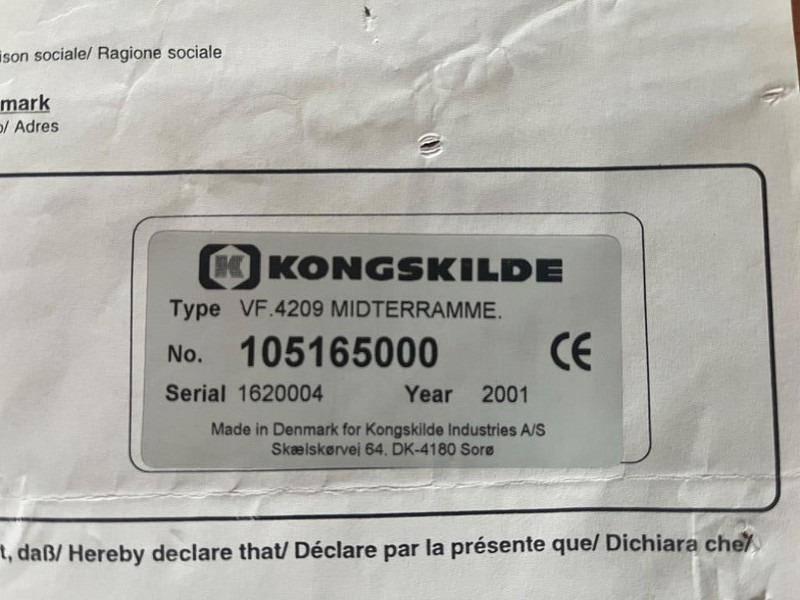 ison sociale/ Ragione sociale
mark
o/ Adres
KONGSKILDE
Type VF.4209 MIDTERRAMME.
No. 105165000 CE
Serial 1620004 Year 2001
Made in Denmark for Kongskilde Industries A/S
Skælskørvej 64. DK-4180 Sorø
t, daß/ Hereby declare that/ Déclare par la présente que/ Dichiara che/